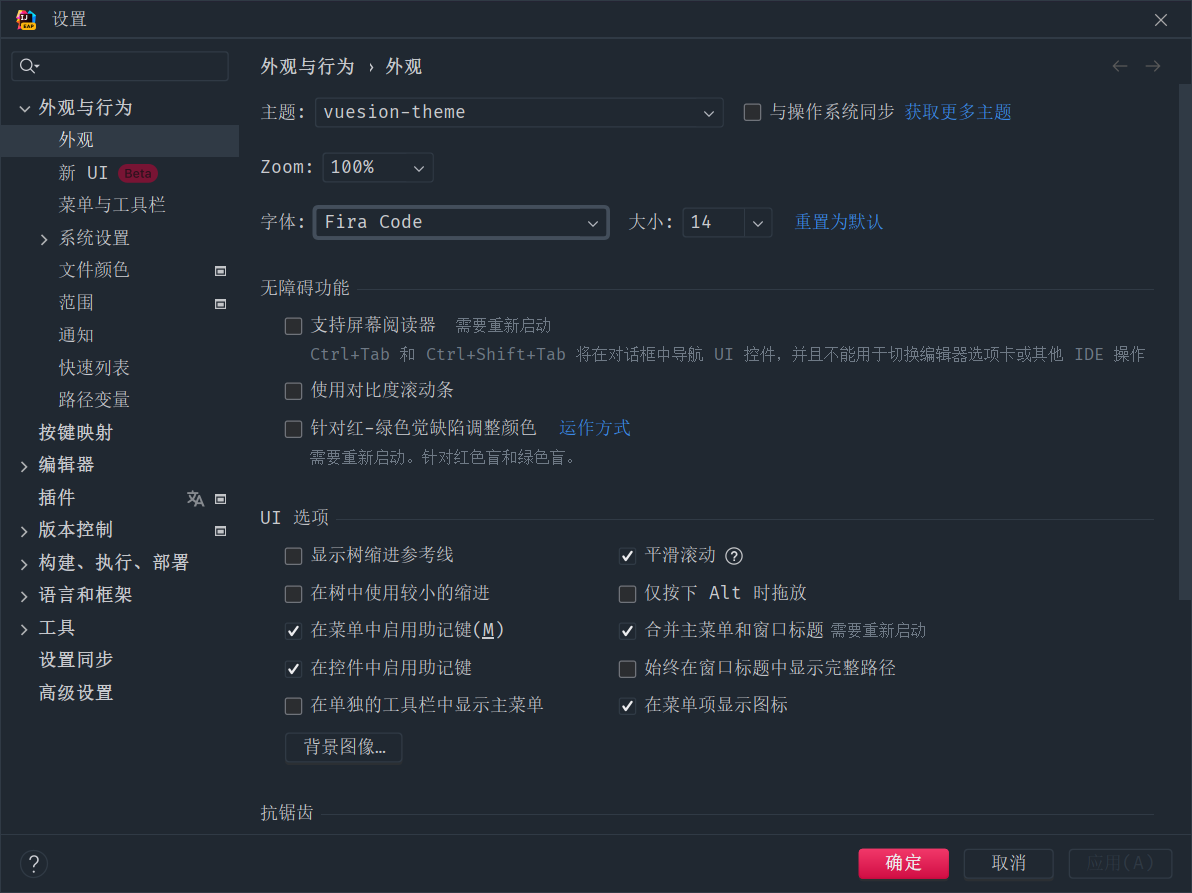 设置
外观与行为
外观
新 UI Beta
菜单与工具栏
系统设置
文件颜色
范围
通知
快速列表
路径变量
按键映射
编辑器
插件
版本控制
构建、执行、部署
语言和框架
工具
设置同步
高级设置
外观与行为 › 外观
主题: vuesion-theme 与操作系统同步 获取更多主题
Zoom: 100%
字体: Fira Code 大小: 14 重置为默认
无障碍功能
支持屏幕阅读器 需要重新启动
Ctrl+Tab 和 Ctrl+Shift+Tab 将在对话框中导航 UI 控件，并且不能用于切换编辑器选项卡或其他 IDE 操作
使用对比度滚动条
针对红-绿色觉缺陷调整颜色 运作方式
需要重新启动。针对红色盲和绿色盲。
UI 选项
显示树缩进参考线 平滑滚动 ?
在树中使用较小的缩进 仅按下 Alt 时拖放
在菜单中启用助记键(M) 合并主菜单和窗口标题 需要重新启动
在控件中启用助记键 始终在窗口标题中显示完整路径
在单独的工具栏中显示主菜单 在菜单项显示图标
背景图像…
抗锯齿
? 确定 取消 应用(A)